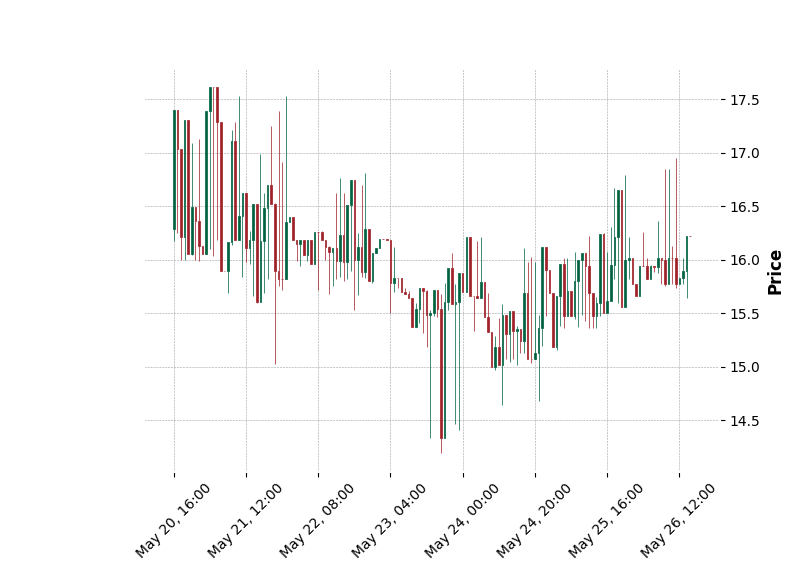 17.5
17.0
16.5
16.0
15.5
15.0
14.5
Price
May 20, 16:00
May 21, 12:00
May 22, 08:00
May 23, 04:00
May 24, 00:00
May 24, 20:00
May 25, 16:00
May 26, 12:00